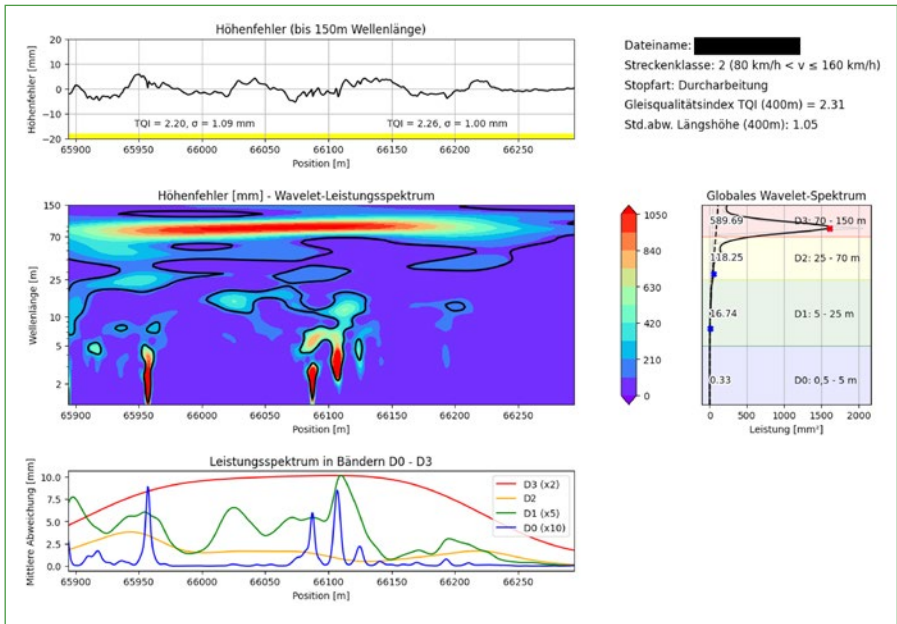 Höhenfehler (bis 150m Wellenlänge)
Höhenfehler [mm]
20
10
0
−10
−20
TQI = 2.20, σ = 1.09 mm
TQI = 2.26, σ = 1.00 mm
65900 65950 66000 66050 66100 66150 66200 66250
Position [m]
Dateiname:
Streckenklasse: 2 (80 km/h < v ≤ 160 km/h)
Stopfart: Durcharbeitung
Gleisqualitätsindex TQI (400m) = 2.31
Std.abw. Längshöhe (400m): 1.05
Höhenfehler [mm] - Wavelet-Leistungsspektrum
Wellenlänge [m]
150
70
25
10
5
2
65900 65950 66000 66050 66100 66150 66200 66250
Position [m]
1050
840
630
420
210
0
Globales Wavelet-Spektrum
589.69 D3: 70 - 150 m
118.25 D2: 25 - 70 m
16.74 D1: 5 - 25 m
0.33 D0: 0,5 - 5 m
0 500 1000 1500 2000
Leistung [mm²]
Leistungsspektrum in Bändern D0 - D3
Mittlere Abweichung [mm]
10.0
7.5
5.0
2.5
0.0
D3 (x2)
D2
D1 (x5)
D0 (x10)
65900 65950 66000 66050 66100 66150 66200 66250
Position [m]